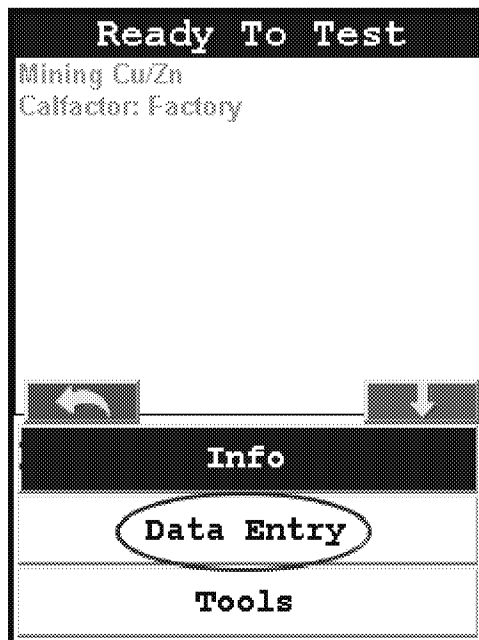 Ready To Test
Mining Cu/Zn
Calfactor: Factory
Info
Data Entry
Tools